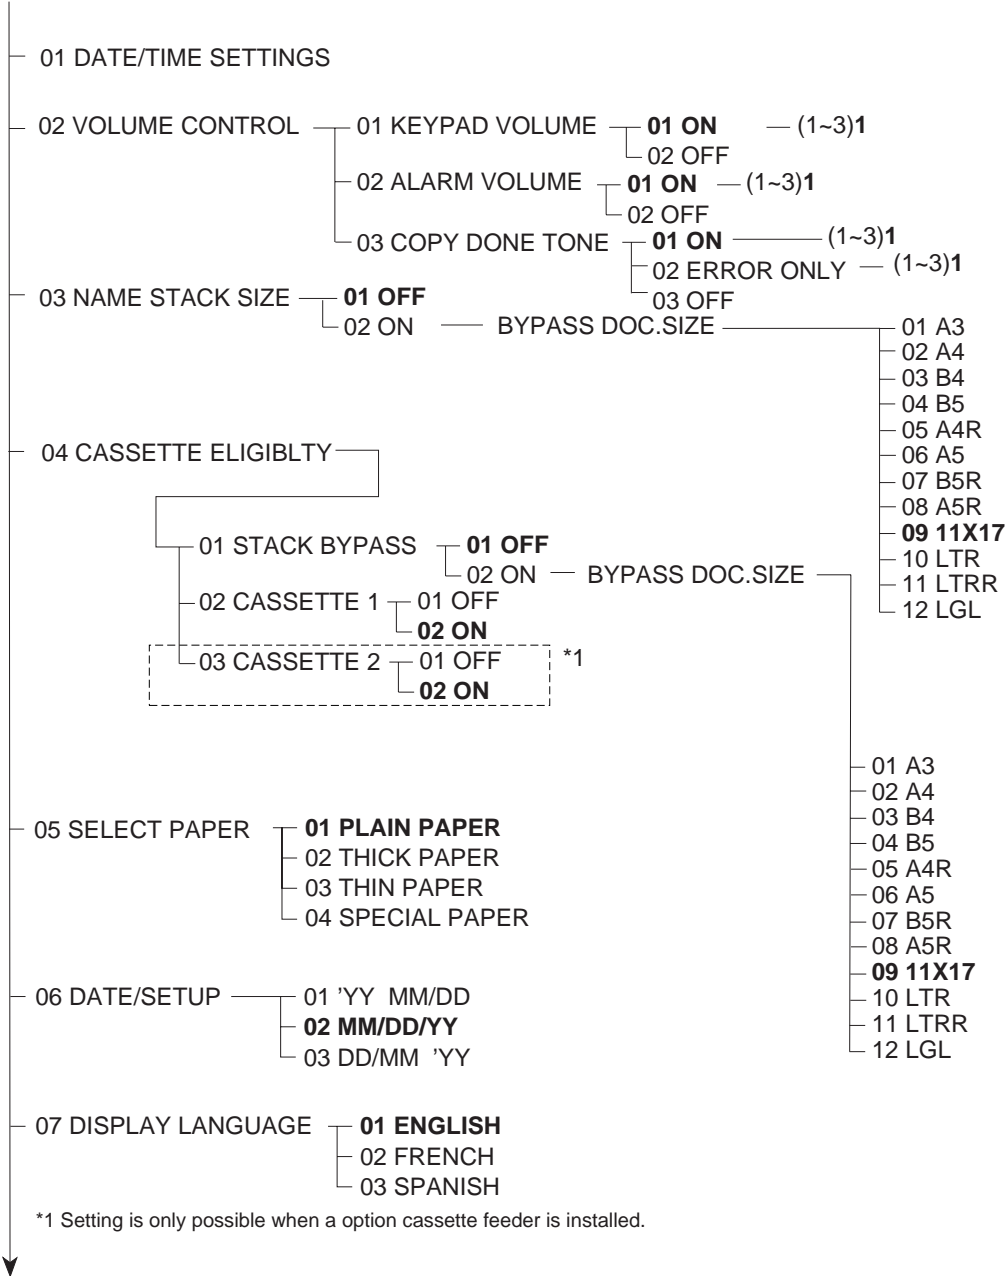 01 DATE/TIME SETTINGS
02 VOLUME CONTROL 01 KEYPAD VOLUME 01 ON (1~3)1
02 OFF
02 ALARM VOLUME 01 ON (1~3)1
02 OFF
03 COPY DONE TONE 01 ON (1~3)1
02 ERROR ONLY (1~3)1
03 OFF
03 NAME STACK SIZE 01 OFF
02 ON BYPASS DOC.SIZE 01 A3
02 A4
03 B4
04 B5
05 A4R
06 A5
07 B5R
08 A5R
09 11X17
10 LTR
11 LTRR
12 LGL
04 CASSETTE ELIGIBLTY
01 STACK BYPASS 01 OFF
02 ON BYPASS DOC.SIZE
02 CASSETTE 1 01 OFF
02 ON
03 CASSETTE 2 01 OFF *1
02 ON
01 A3
02 A4
03 B4
04 B5
05 A4R
06 A5
07 B5R
08 A5R
09 11X17
10 LTR
11 LTRR
12 LGL
05 SELECT PAPER 01 PLAIN PAPER
02 THICK PAPER
03 THIN PAPER
04 SPECIAL PAPER
06 DATE/SETUP 01 ’YY MM/DD
02 MM/DD/YY
03 DD/MM ’YY
07 DISPLAY LANGUAGE 01 ENGLISH
02 FRENCH
03 SPANISH
*1 Setting is only possible when a option cassette feeder is installed.